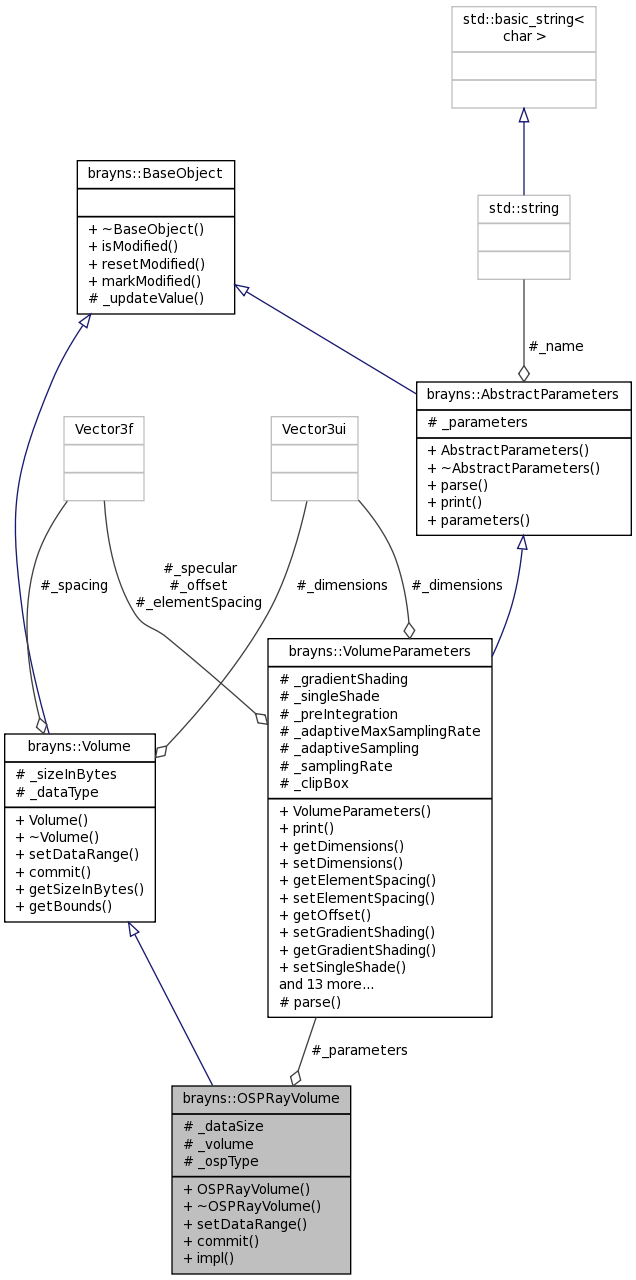 std::basic_string<
char >
std::string
#_name
brayns::BaseObject
+ ~BaseObject()
+ isModified()
+ resetModified()
+ markModified()
# _updateValue()
brayns::AbstractParameters
# _parameters
+ AbstractParameters()
+ ~AbstractParameters()
+ parse()
+ print()
+ parameters()
Vector3f
Vector3ui
#_spacing
#_specular
#_offset
#_elementSpacing
#_dimensions
#_dimensions
brayns::VolumeParameters
# _gradientShading
# _singleShade
# _preIntegration
# _adaptiveMaxSamplingRate
# _adaptiveSampling
# _samplingRate
# _clipBox
+ VolumeParameters()
+ print()
+ getDimensions()
+ setDimensions()
+ getElementSpacing()
+ setElementSpacing()
+ getOffset()
+ setGradientShading()
+ getGradientShading()
+ setSingleShade()
and 13 more...
# parse()
brayns::Volume
# _sizeInBytes
# _dataType
+ Volume()
+ ~Volume()
+ setDataRange()
+ commit()
+ getSizeInBytes()
+ getBounds()
#_parameters
brayns::OSPRayVolume
# _dataSize
# _volume
# _ospType
+ OSPRayVolume()
+ ~OSPRayVolume()
+ setDataRange()
+ commit()
+ impl()